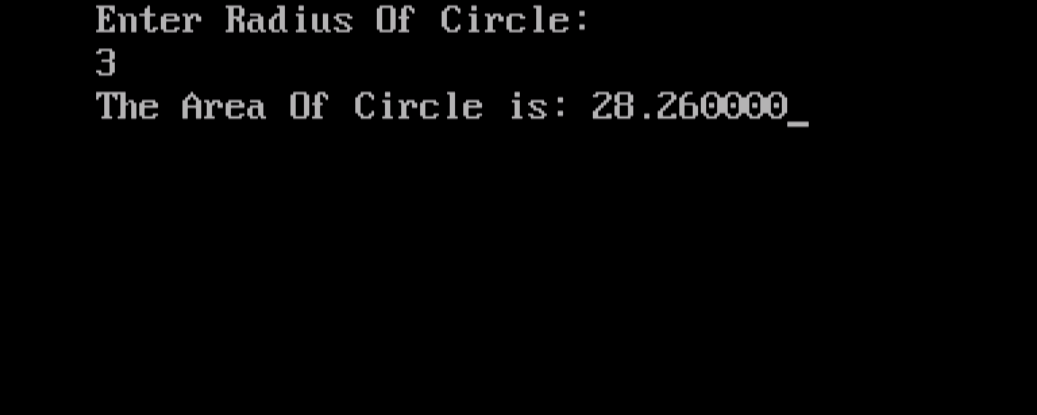 Enter Radius Of Circle:
3
The Area Of Circle is: 28.260000_